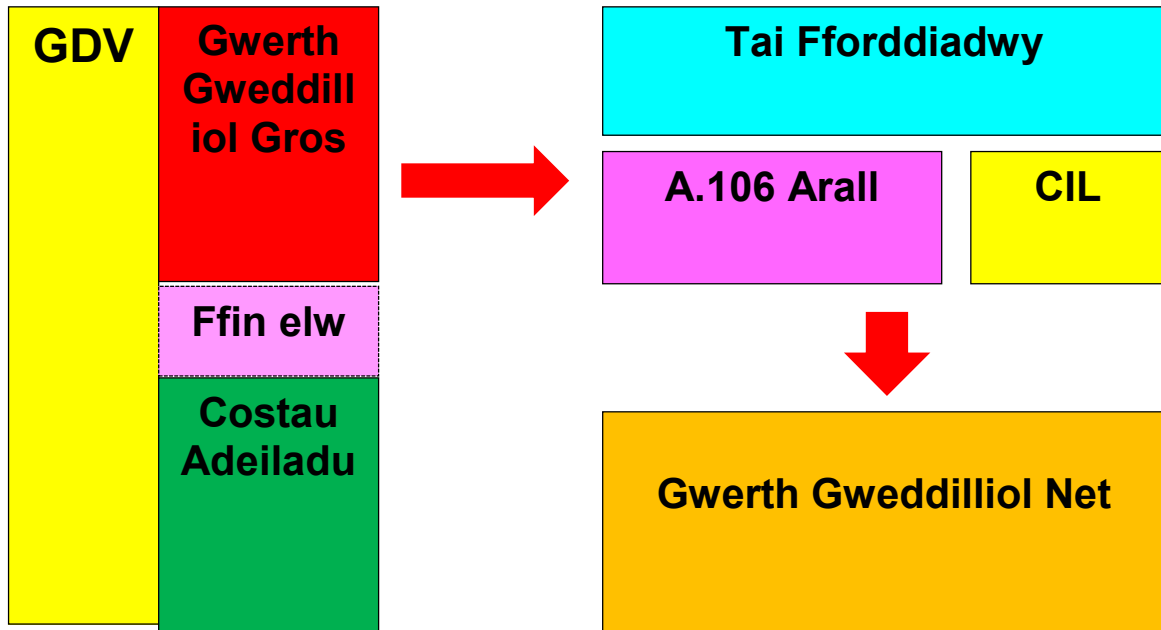 GDV
Gwerth
Gweddill
iol Gros
Ffin elw
Costau
Adeiladu
Tai Fforddiadwy
A.106 Arall
CIL
Gwerth Gweddilliol Net